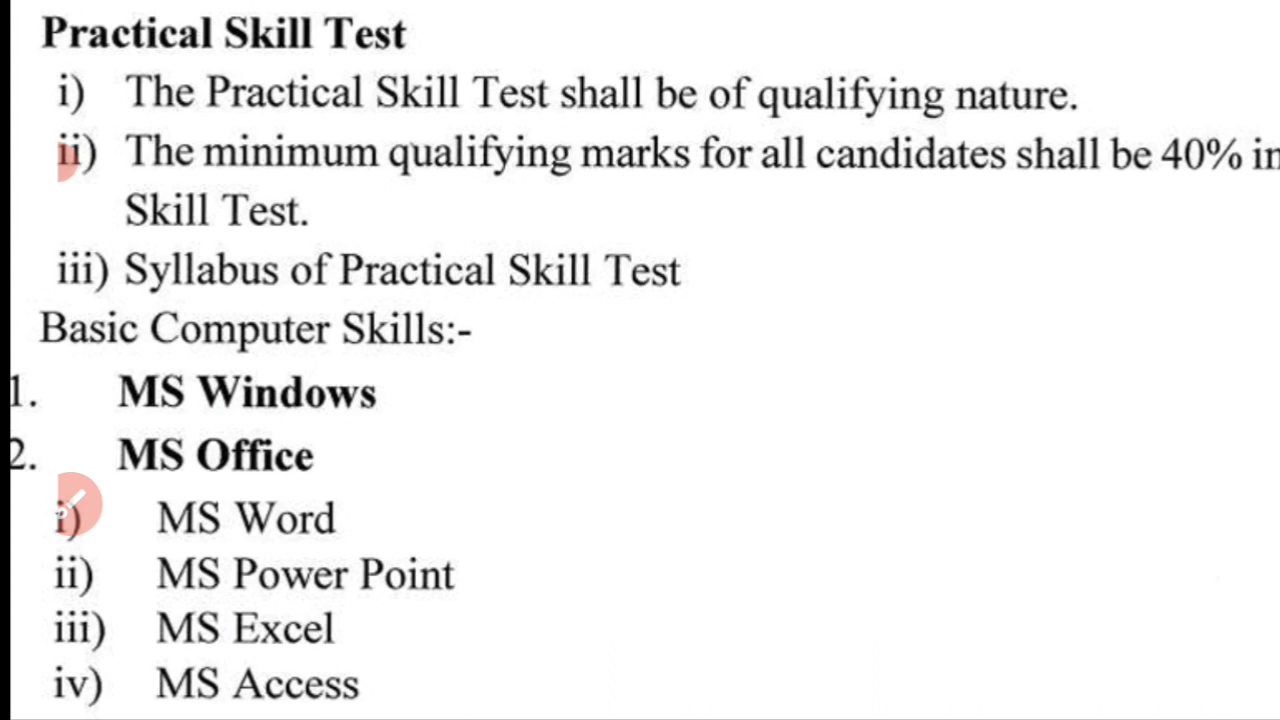 Practical Skill Test
i) The Practical Skill Test shall be of qualifying nature.
ii) The minimum qualifying marks for all candidates shall be 40% in
Skill Test.
iii) Syllabus of Practical Skill Test
Basic Computer Skills:-
1. MS Windows
2. MS Office
i) MS Word
ii) MS Power Point
iii) MS Excel
iv) MS Access